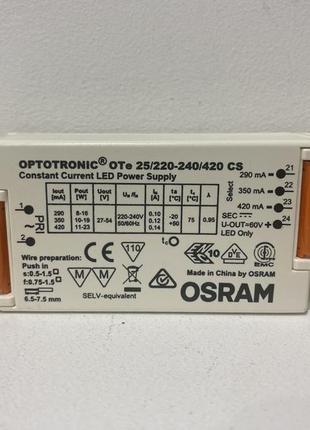 OPTOTRONIC® OTe 25/220-240/420 CS
Constant Current LED Power Supply
Iout[mA] Pout[W] Uout[V] UN/fN IN[A] ta[°C] tc[°C] λ
290 8-16 27-54 220-240V 50/60Hz 0.10 -20 +50 75 0.95
350 10-19 0.12
420 11-23 0.14
1
PRI
2
Select
290 mA 21
350 mA 22
420 mA 23
SEC 24
U-OUT=60V +
LED Only
Wire preparation:
Push in
s:0.5-1.5
f:0.75-1.5
6.5-7.5 mm
110
M M
SELV-equivalent
tc
CE
10
DVE
EMC
Made in China by OSRAM
OSRAM